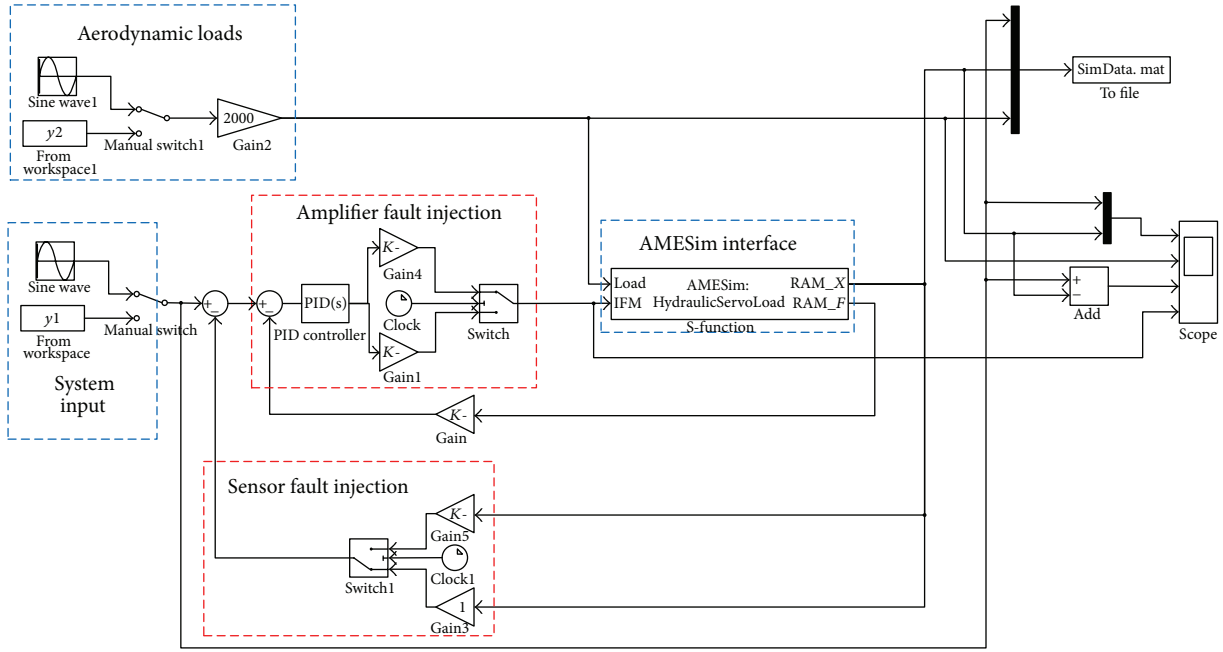 Aerodynamic loads
Sine wave1
y2
From
workspace1
Manual switch1
2000
Gain2
SimData. mat
To file
System
input
Sine wave
y1
From
workspace
Manual switch
+
−
+
−
Amplifier fault injection
PID(s)
PID controller
K-
Gain4
Clock
K-
Gain1
Switch
AMESim interface
Load
IFM
AMESim:
HydraulicServoLoad
RAM_X
RAM_F
S-function
+
−
Add
Scope
K-
Gain
Sensor fault injection
K-
Gain5
Clock1
Switch1
1
Gain3